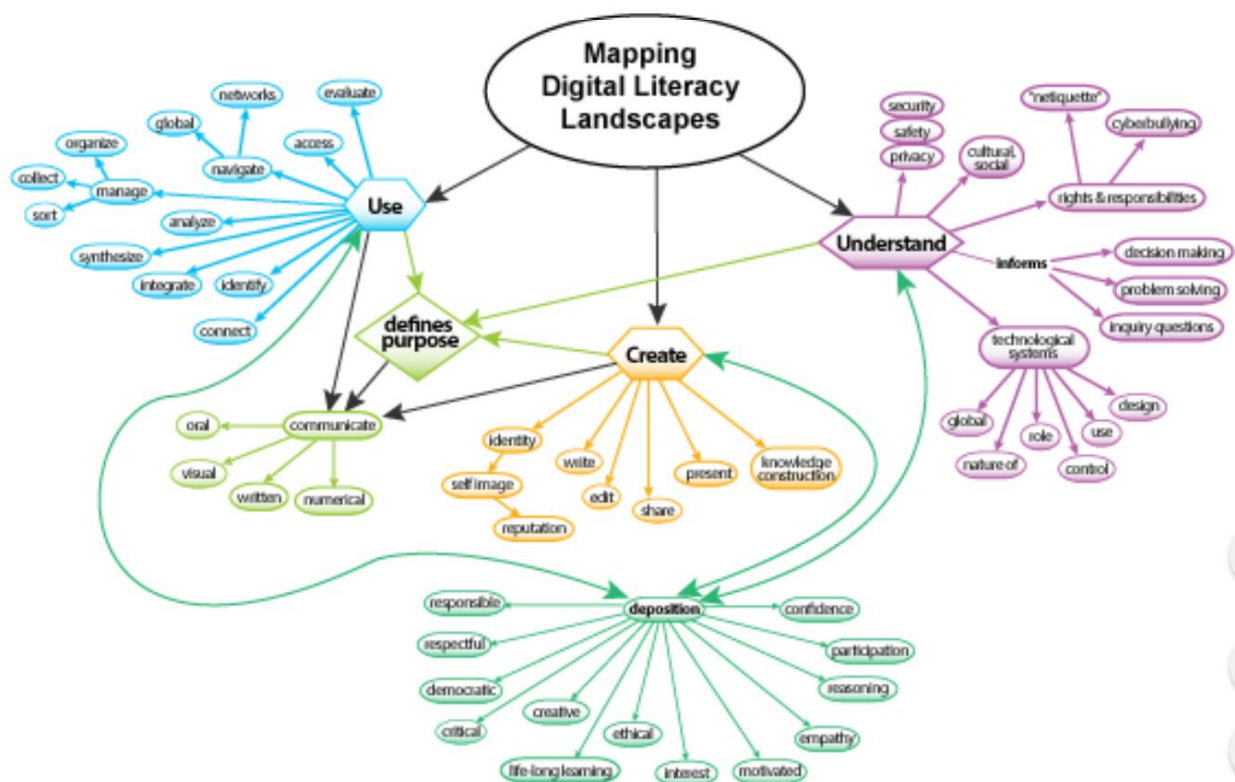 Mapping
Digital Literacy
Landscapes
networks
evaluate
global
access
organize
navigate
collect
manage
sort
analyze
synthesize
integrate
identify
connect
Use
security
safety
privacy
cultural,
social
"netiquette"
cyberbullying
rights & responsibilities
Understand
informs
decision making
problem solving
inquiry questions
technological
systems
global
nature of
role
control
use
design
defines
purpose
Create
communicate
oral
visual
written
numerical
identity
self image
reputation
write
edit
share
present
knowledge
construction
deposition
responsible
respectful
democratic
critical
creative
life-long learning
ethical
interest
motivated
empathy
reasoning
participation
confidence